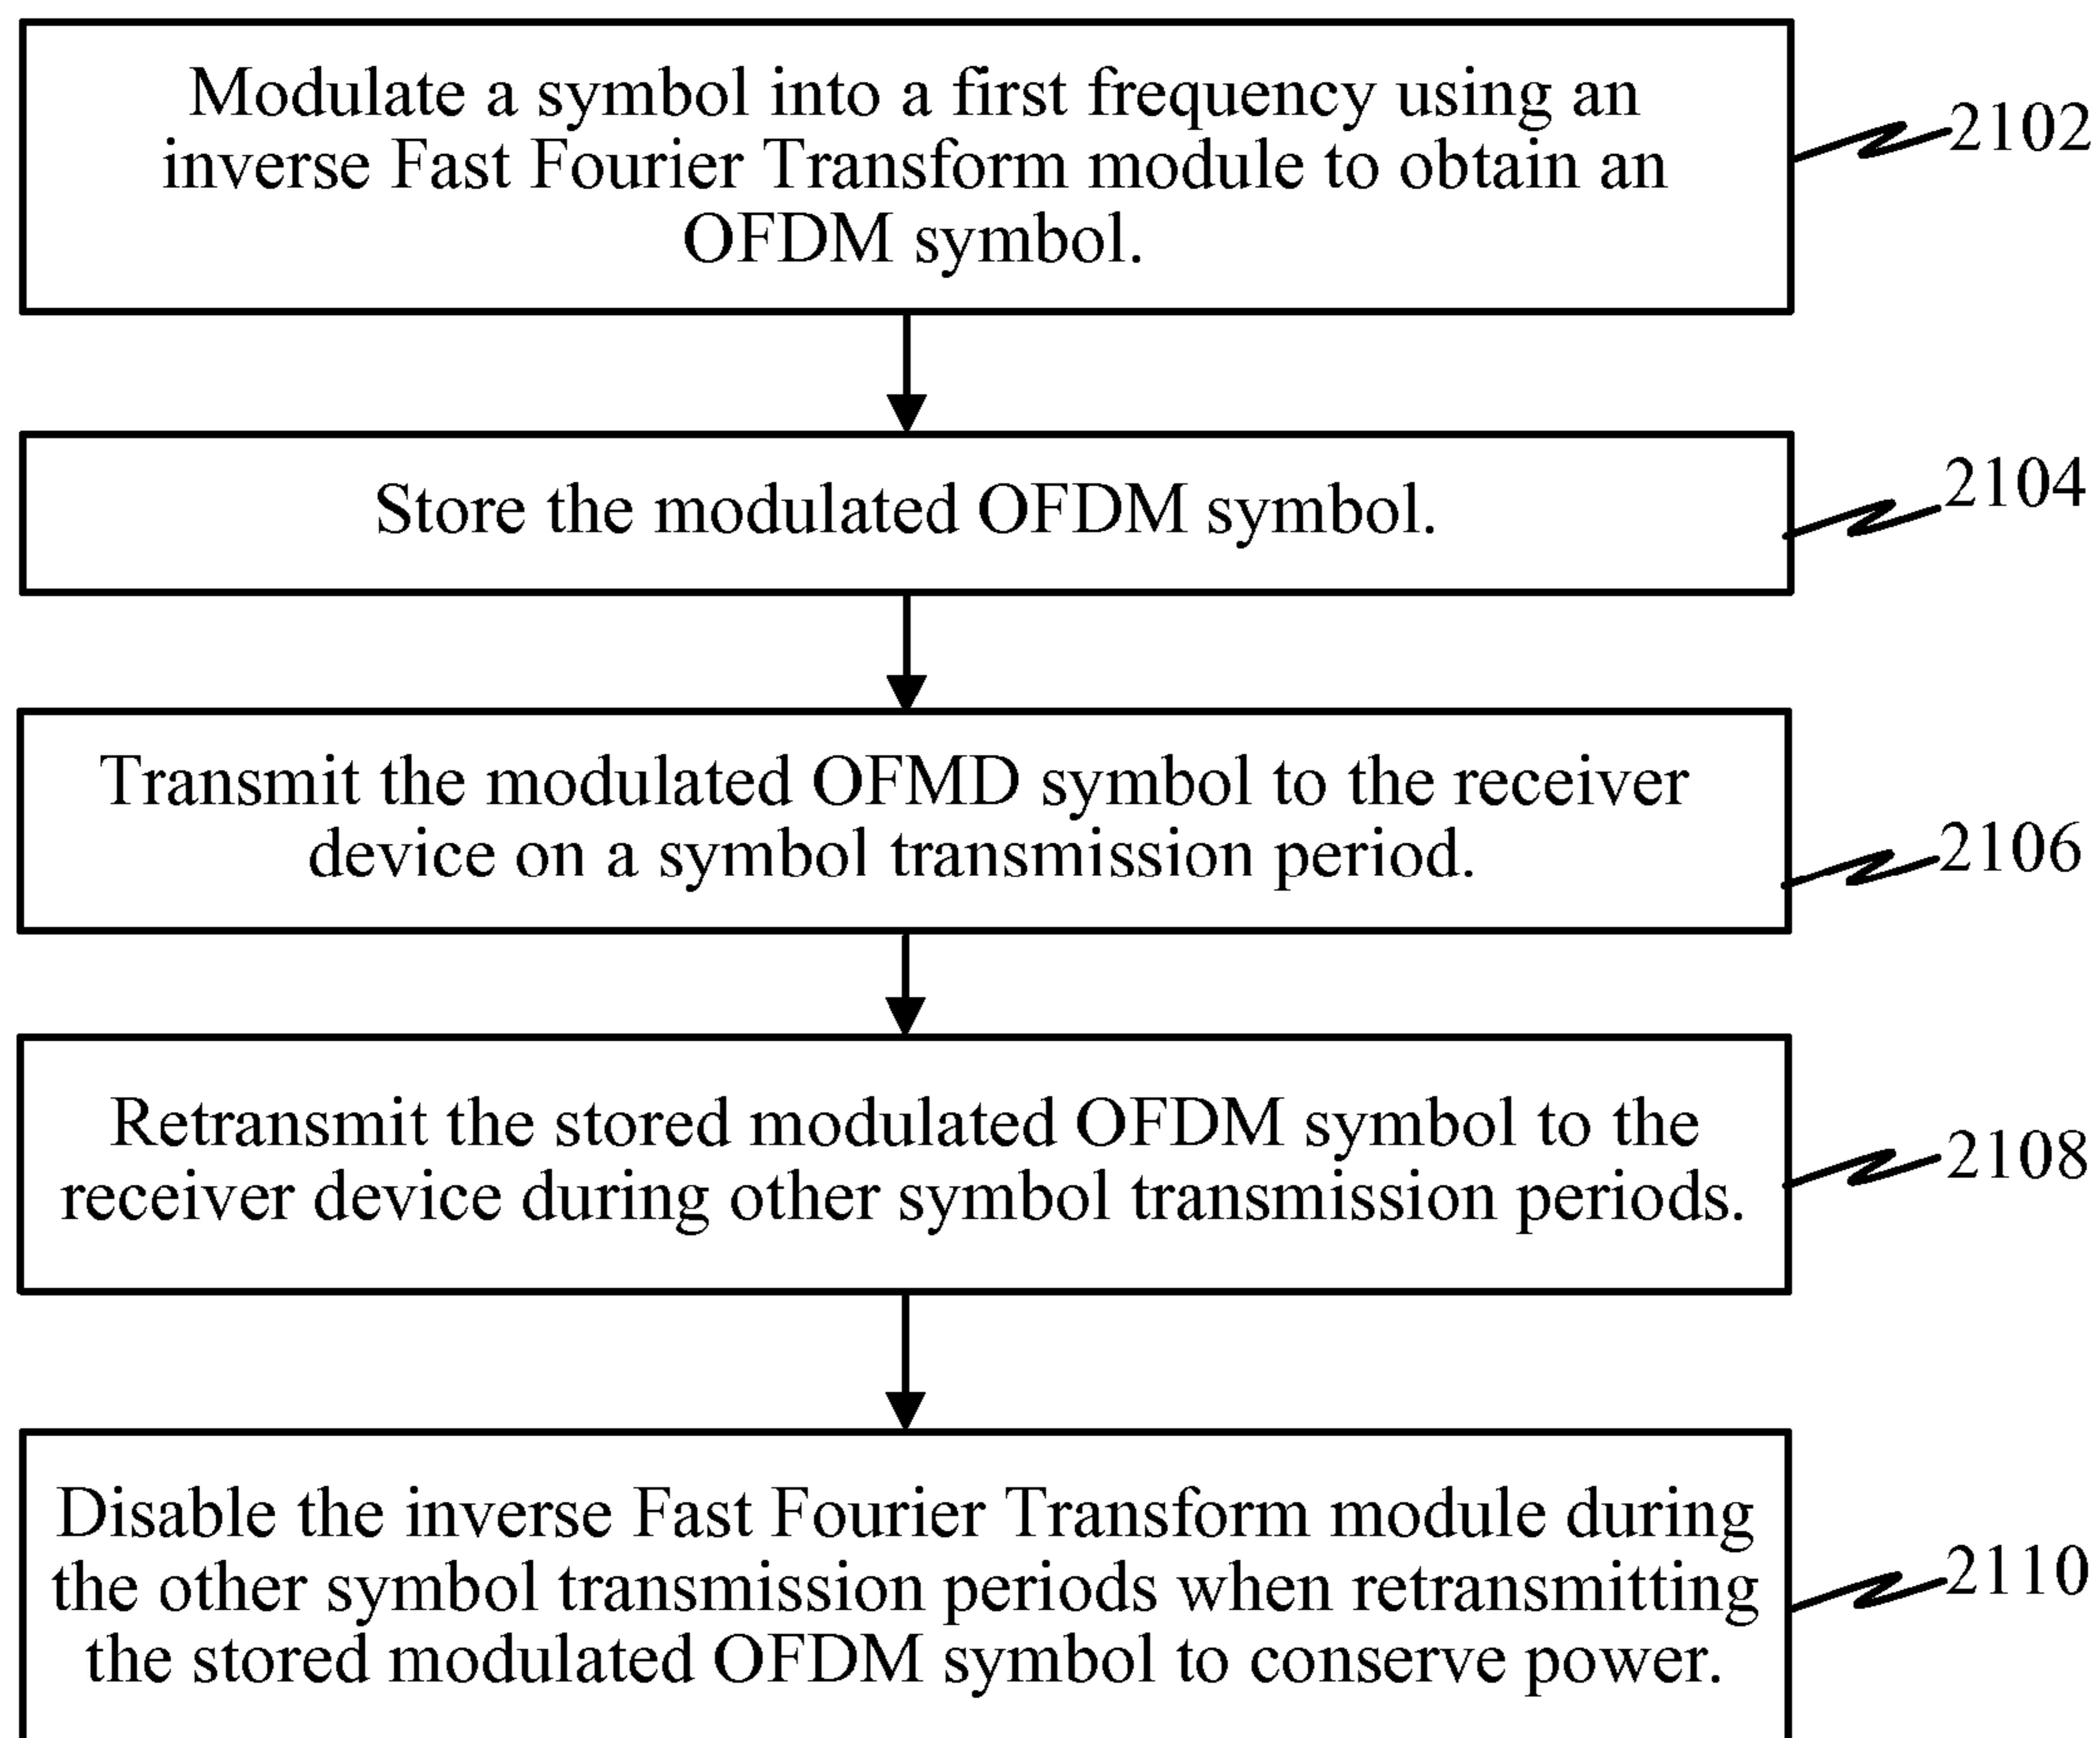 Modulate a symbol into a first frequency using an
inverse Fast Fourier Transform module to obtain an
OFDM symbol.
2102
Store the modulated OFDM symbol.
2104
Transmit the modulated OFMD symbol to the receiver
device on a symbol transmission period.
2106
Retransmit the stored modulated OFDM symbol to the
receiver device during other symbol transmission periods.
2108
Disable the inverse Fast Fourier Transform module during
the other symbol transmission periods when retransmitting
the stored modulated OFDM symbol to conserve power.
2110